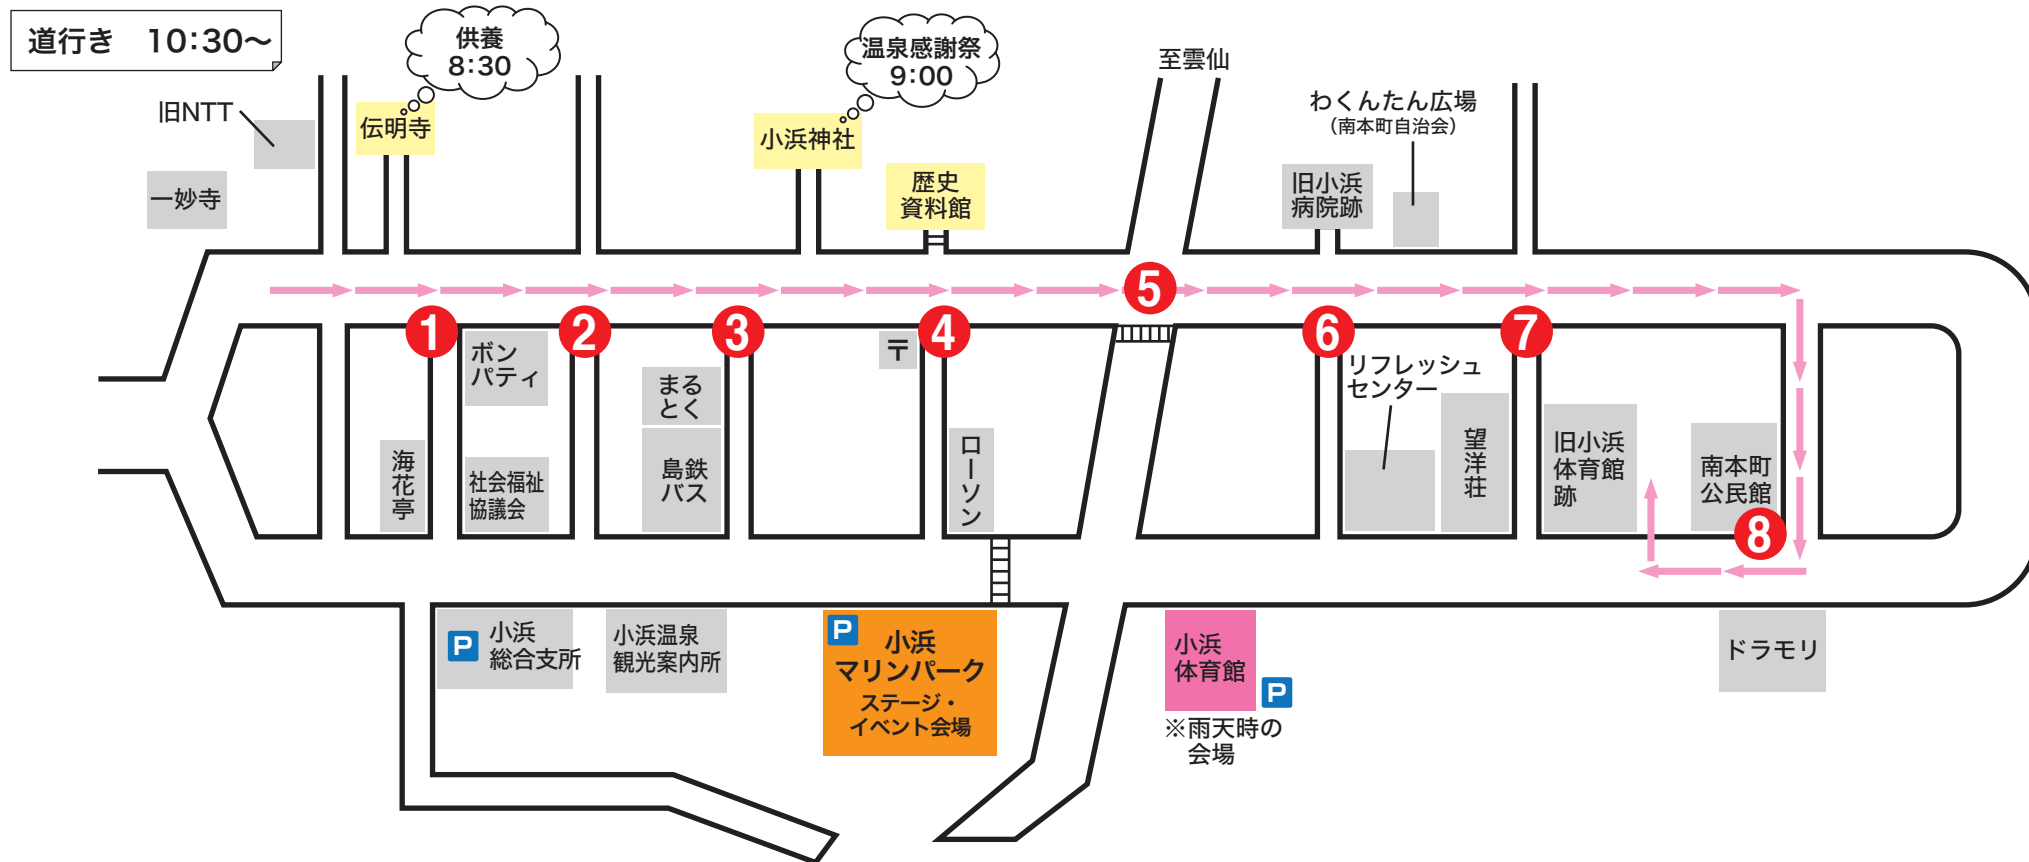 道行き　10:30〜
供養
8:30
温泉感謝祭
9:00
至雲仙
旧NTT
伝明寺
小浜神社
わくんたん広場
（南本町自治会）
一妙寺
歴史
資料館
旧小浜
病院跡
5
1
2
3
4
6
7
ボン
パティ
〒
リフレッシュ
センター
まる
とく
海花亭
社会福祉
協議会
島鉄
バス
ローソン
望洋荘
旧小浜
体育館
跡
南本町
公民館
8
P
小浜
総合支所
小浜温泉
観光案内所
P
小浜
マリンパーク
ステージ・
イベント会場
小浜
体育館
P
※雨天時の
会場
ドラモリ